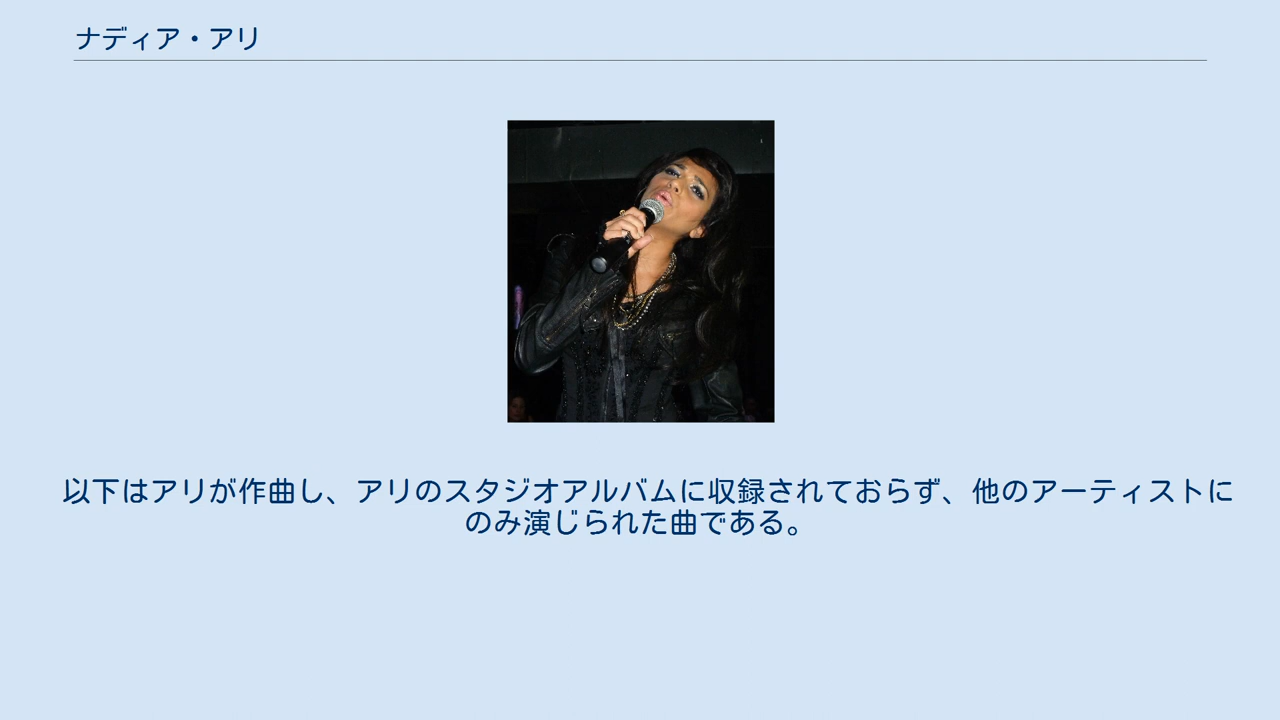 ナディア・アリ
以下はアリが作曲し、アリのスタジオアルバムに収録されておらず、他のアーティストに
のみ演じられた曲である。